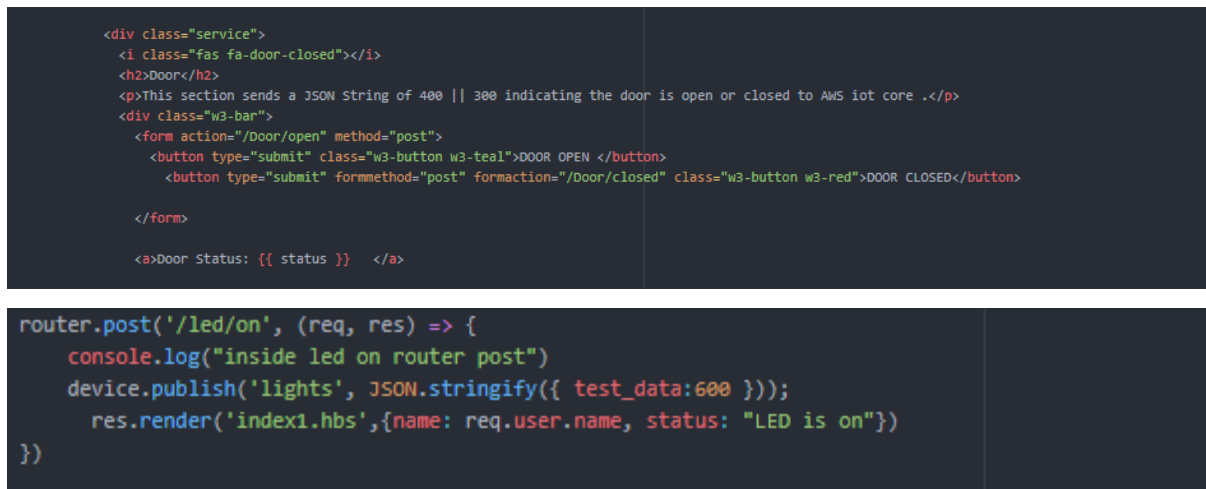 <div class="service">
<i class="fas fa-door-closed"></i>
<h2>Door</h2>
<p>This section sends a JSON String of 400 || 300 indicating the door is open or closed to AWS iot core .</p>
<div class="w3-bar">
<form action="/Door/open" method="post">
<button type="submit" class="w3-button w3-teal">DOOR OPEN </button>
<button type="submit" formmethod="post" formaction="/Door/closed" class="w3-button w3-red">DOOR CLOSED</button>
</form>
<a>Door Status: {{ status }}   </a>
router.post('/led/on', (req, res) => {
console.log("inside led on router post")
device.publish('lights', JSON.stringify({ test_data:600 }));
res.render('index1.hbs',{name: req.user.name, status: "LED is on"})
})